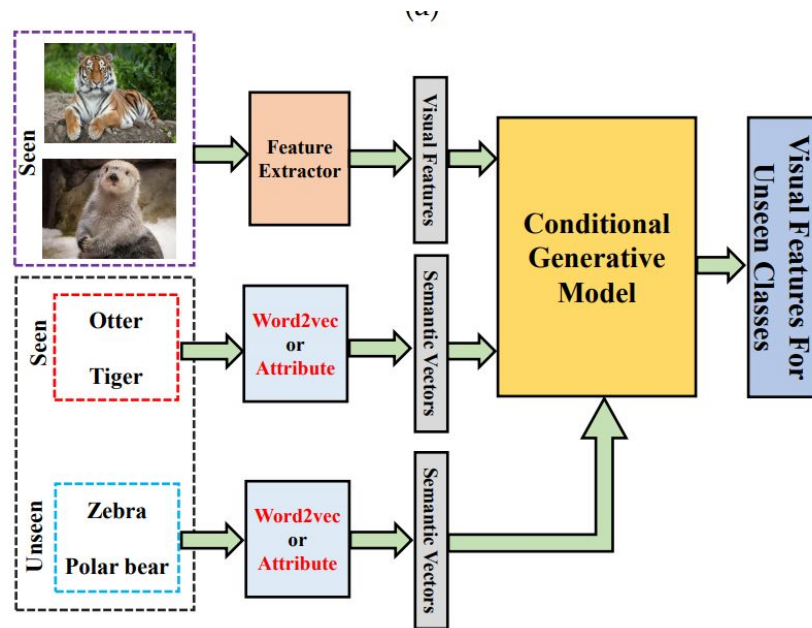 (a)
Seen
Feature
Extractor
Visual Features
Conditional
Generative
Model
Visual Features For
Unseen Classes
Seen
Otter
Tiger
Word2vec
or
Attribute
Semantic Vectors
Unseen
Zebra
Polar bear
Word2vec
or
Attribute
Semantic Vectors